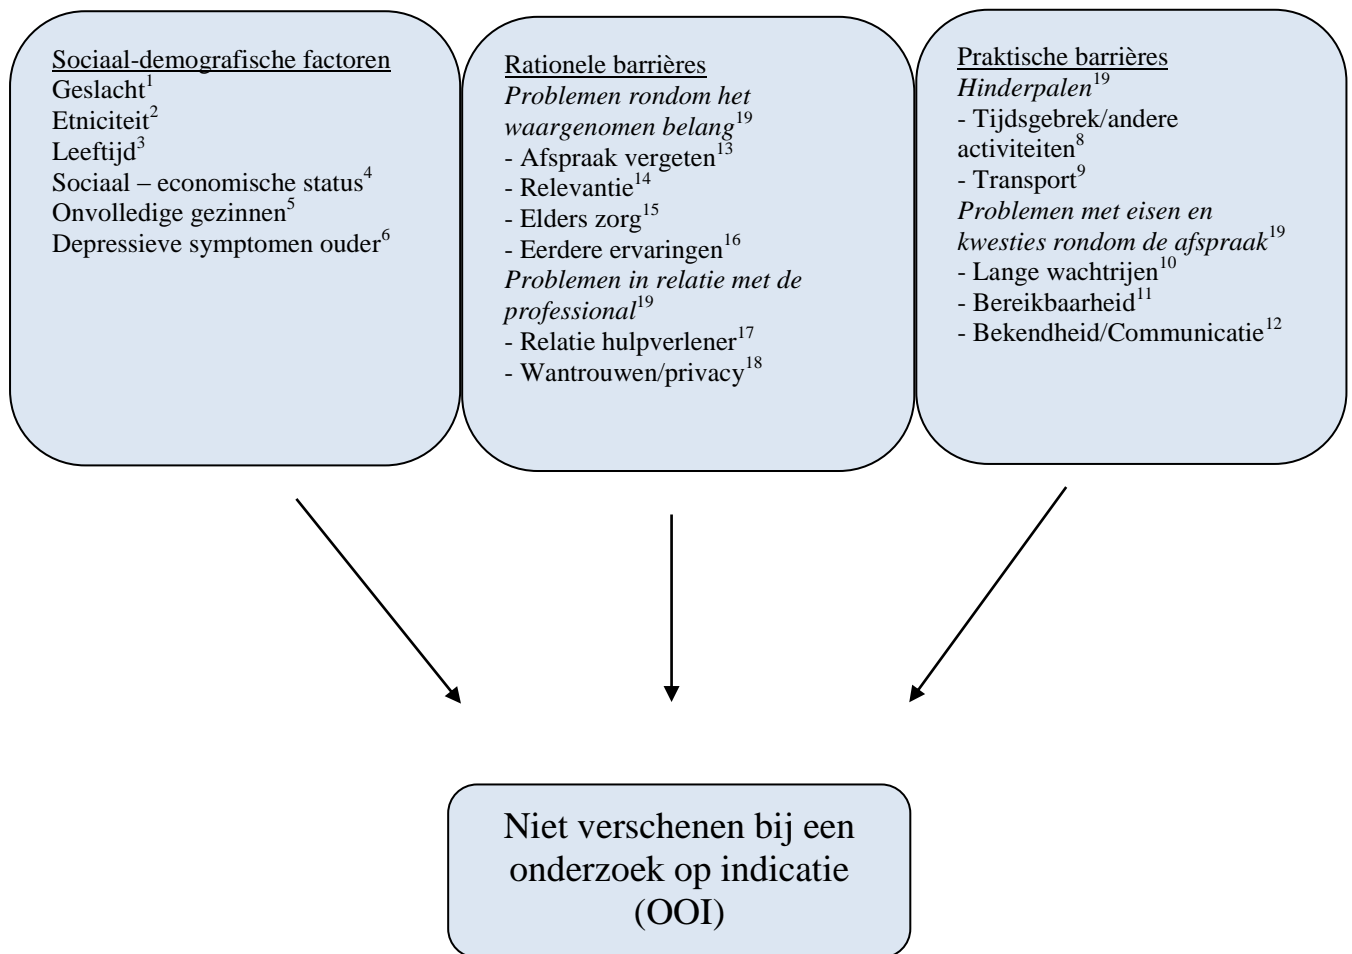 Sociaal-demografische factoren
Geslacht¹
Etniciteit²
Leeftijd³
Sociaal – economische status⁴
Onvolledige gezinnen⁵
Depressieve symptomen ouder⁶
Rationele barrières
Problemen rondom het
waargenomen belang¹⁹
- Afspraak vergeten¹³
- Relevantie¹⁴
- Elders zorg¹⁵
- Eerdere ervaringen¹⁶
Problemen in relatie met de
professional¹⁹
- Relatie hulpverlener¹⁷
- Wantrouwen/privacy¹⁸
Praktische barrières
Hinderpalen¹⁹
- Tijdsgebrek/andere
activiteiten⁸
- Transport⁹
Problemen met eisen en
kwesties rondom de afspraak¹⁹
- Lange wachtrijen¹⁰
- Bereikbaarheid¹¹
- Bekendheid/Communicatie¹²
Niet verschenen bij een
onderzoek op indicatie
(OOI)